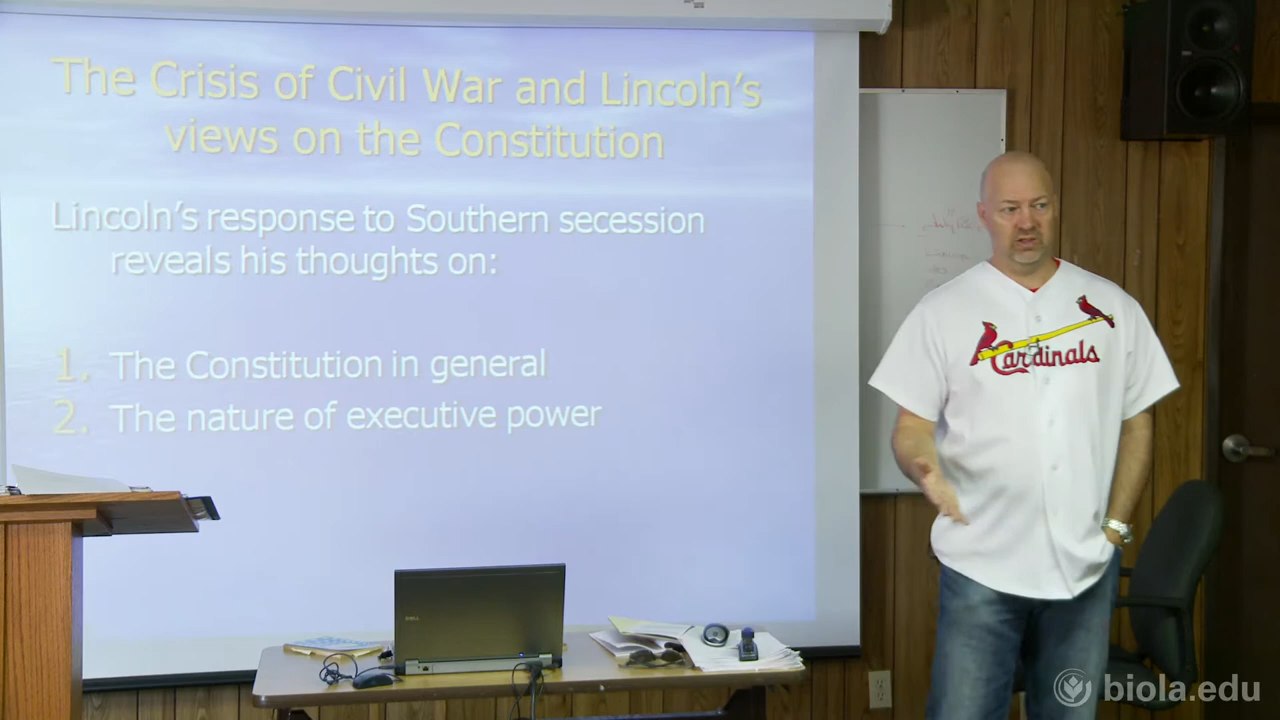 The Crisis of Civil War and Lincoln's
views on the Constitution
Lincoln's response to Southern secession
reveals his thoughts on:
1. The Constitution in general
2. The nature of executive power
Cardinals
DELL
biola.edu